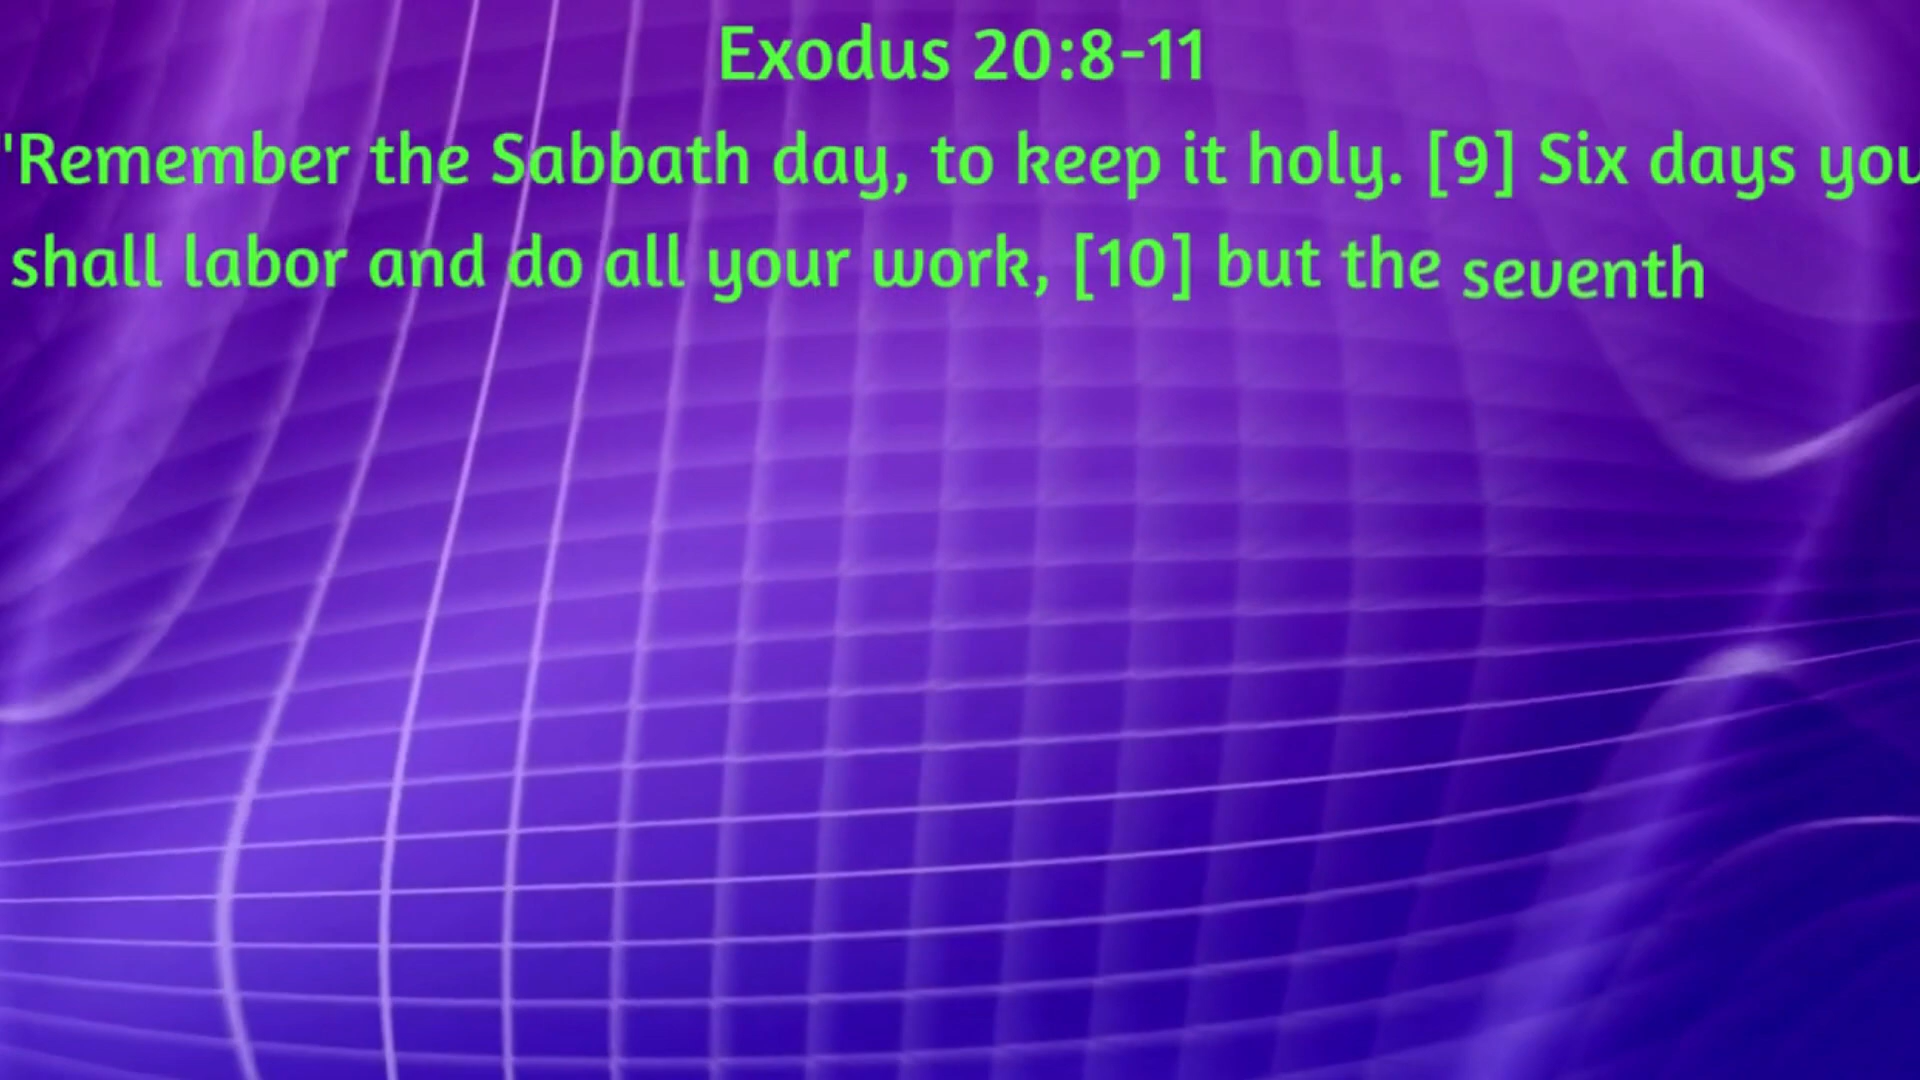 Exodus 20:8-11
"Remember the Sabbath day, to keep it holy. [9] Six days you
shall labor and do all your work, [10] but the seventh